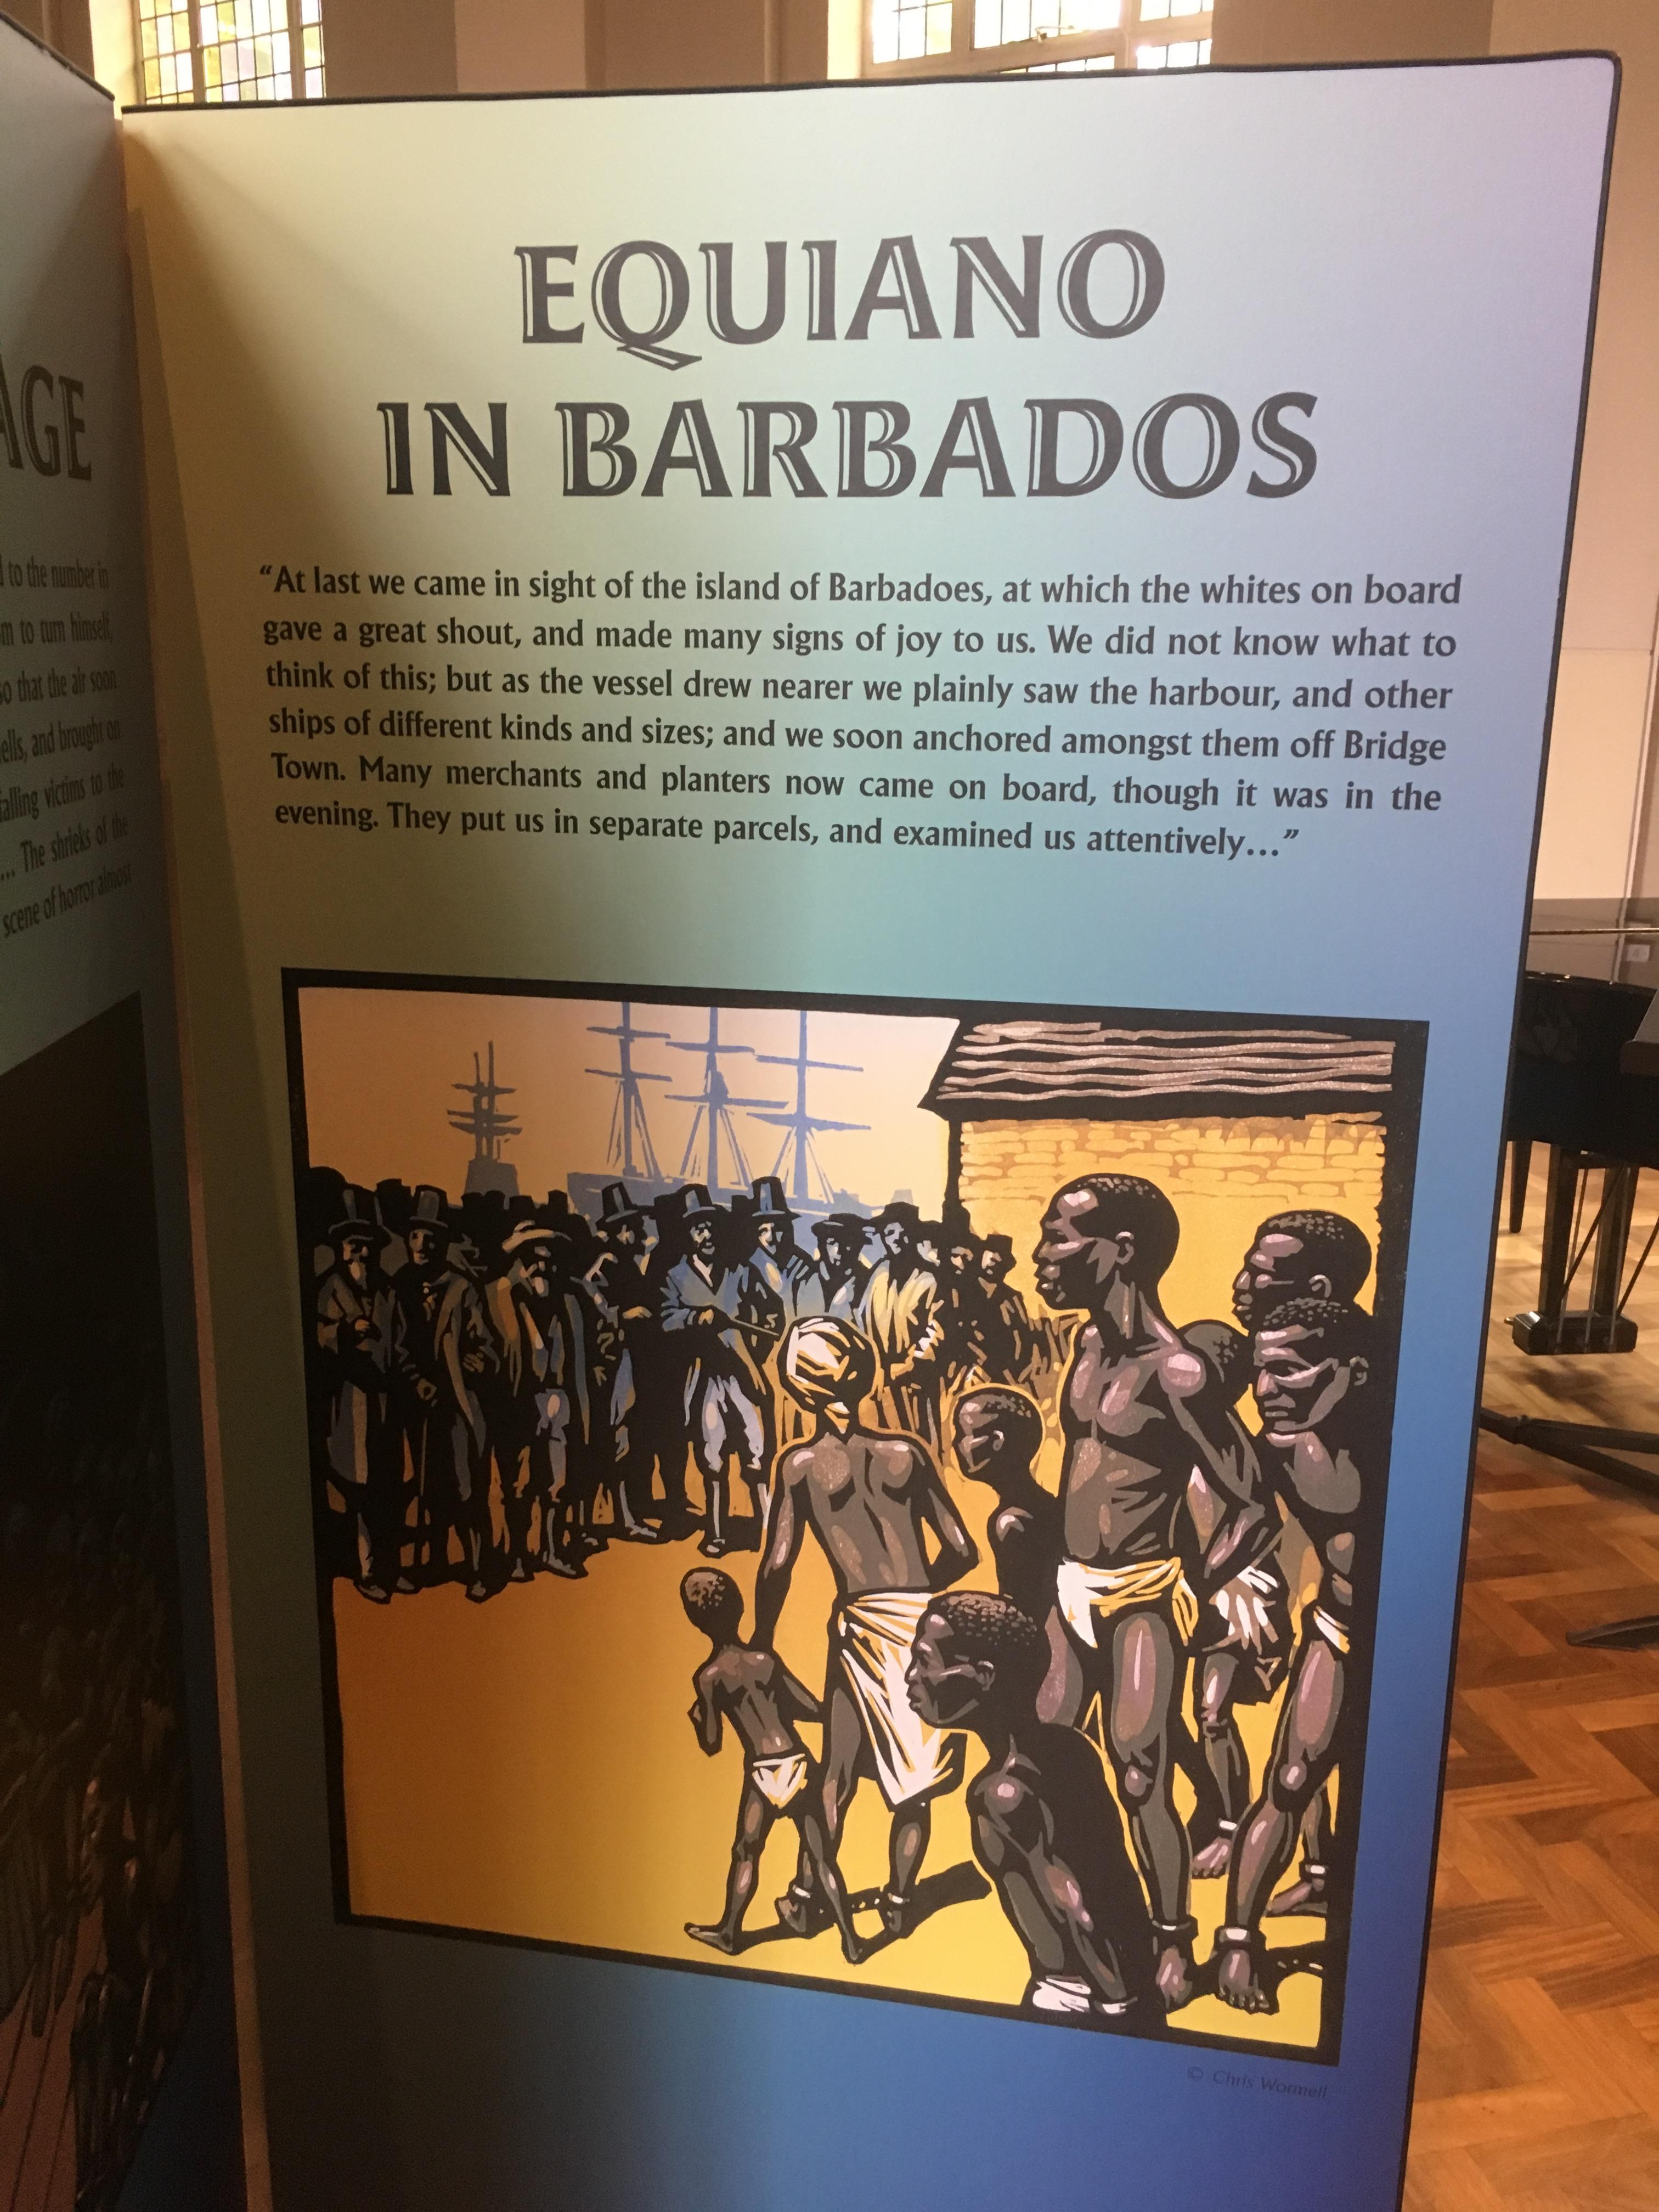 AGE
to the number in
to turn himself,
so that the air soon
and brought on
falling victims to the
... The shrieks of the
scene of horror almost
EQUIANO
IN BARBADOS
“At last we came in sight of the island of Barbadoes, at which the whites on board
gave a great shout, and made many signs of joy to us. We did not know what to
think of this; but as the vessel drew nearer we plainly saw the harbour, and other
ships of different kinds and sizes; and we soon anchored amongst them off Bridge
Town. Many merchants and planters now came on board, though it was in the
evening. They put us in separate parcels, and examined us attentively…”
© Chris Wormell